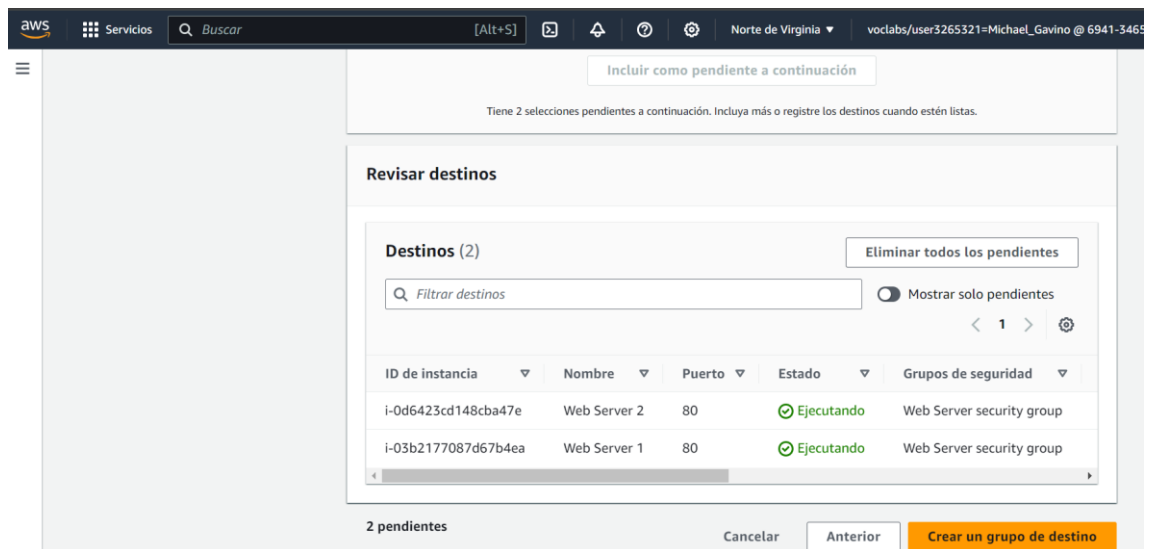 aws Servicios Buscar [Alt+S] Norte de Virginia voclabs/user3265321=Michael_Gavino @ 6941-3465
Incluir como pendiente a continuación
Tiene 2 selecciones pendientes a continuación. Incluya más o registre los destinos cuando estén listas.
Revisar destinos
Destinos (2) Eliminar todos los pendientes
Filtrar destinos Mostrar solo pendientes
1
ID de instancia Nombre Puerto Estado Grupos de seguridad
i-0d6423cd148cba47e Web Server 2 80 Ejecutando Web Server security group
i-03b2177087d67b4ea Web Server 1 80 Ejecutando Web Server security group
2 pendientes Cancelar Anterior Crear un grupo de destino